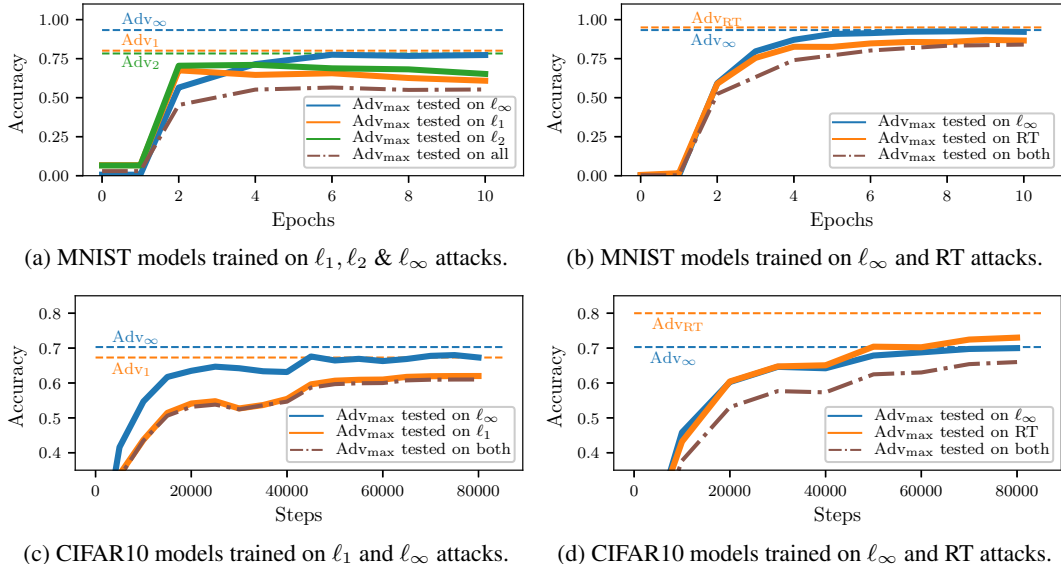 1.00
0.75
0.50
0.25
0.00
Accuracy
Adv∞
Adv₁
Adv₂
Advₘₐₓ tested on ℓ∞
Advₘₐₓ tested on ℓ₁
Advₘₐₓ tested on ℓ₂
Advₘₐₓ tested on all
0 2 4 6 8 10
Epochs
(a) MNIST models trained on ℓ₁, ℓ₂ & ℓ∞ attacks.
1.00
0.75
0.50
0.25
0.00
Accuracy
Adv_RT
Adv∞
Advₘₐₓ tested on ℓ∞
Advₘₐₓ tested on RT
Advₘₐₓ tested on both
0 2 4 6 8 10
Epochs
(b) MNIST models trained on ℓ∞ and RT attacks.
0.8
0.7
0.6
0.5
0.4
Accuracy
Adv∞
Adv₁
Advₘₐₓ tested on ℓ∞
Advₘₐₓ tested on ℓ₁
Advₘₐₓ tested on both
0 20000 40000 60000 80000
Steps
(c) CIFAR10 models trained on ℓ₁ and ℓ∞ attacks.
0.8
0.7
0.6
0.5
0.4
Accuracy
Adv_RT
Adv∞
Advₘₐₓ tested on ℓ∞
Advₘₐₓ tested on RT
Advₘₐₓ tested on both
0 20000 40000 60000 80000
Steps
(d) CIFAR10 models trained on ℓ∞ and RT attacks.